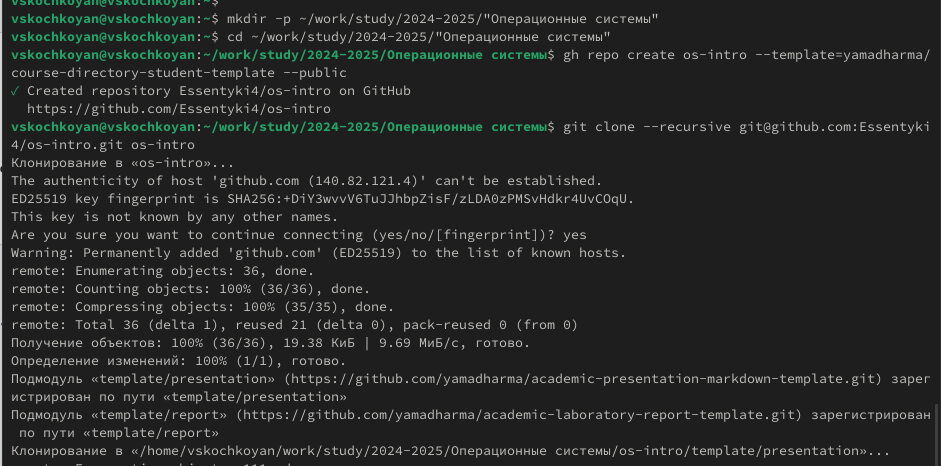 vskochkoyan@vskochkoyan:~$
vskochkoyan@vskochkoyan:~$ mkdir -p ~/work/study/2024-2025/"Операционные системы"
vskochkoyan@vskochkoyan:~$ cd ~/work/study/2024-2025/"Операционные системы"
vskochkoyan@vskochkoyan:~/work/study/2024-2025/Операционные системы$ gh repo create os-intro --template=yamadharma/
course-directory-student-template --public
✓ Created repository Essentyki4/os-intro on GitHub
  https://github.com/Essentyki4/os-intro
vskochkoyan@vskochkoyan:~/work/study/2024-2025/Операционные системы$ git clone --recursive git@github.com:Essentyki
4/os-intro.git os-intro
Клонирование в «os-intro»...
The authenticity of host 'github.com (140.82.121.4)' can't be established.
ED25519 key fingerprint is SHA256:+DiY3wvvV6TuJJhbpZisF/zLDA0zPMSvHdkr4UvCOqU.
This key is not known by any other names.
Are you sure you want to continue connecting (yes/no/[fingerprint])? yes
Warning: Permanently added 'github.com' (ED25519) to the list of known hosts.
remote: Enumerating objects: 36, done.
remote: Counting objects: 100% (36/36), done.
remote: Compressing objects: 100% (35/35), done.
remote: Total 36 (delta 1), reused 21 (delta 0), pack-reused 0 (from 0)
Получение объектов: 100% (36/36), 19.38 КиБ | 9.69 МиБ/с, готово.
Определение изменений: 100% (1/1), готово.
Подмодуль «template/presentation» (https://github.com/yamadharma/academic-presentation-markdown-template.git) зарег
истрирован по пути «template/presentation»
Подмодуль «template/report» (https://github.com/yamadharma/academic-laboratory-report-template.git) зарегистрирован
 по пути «template/report»
Клонирование в «/home/vskochkoyan/work/study/2024-2025/Операционные системы/os-intro/template/presentation»...